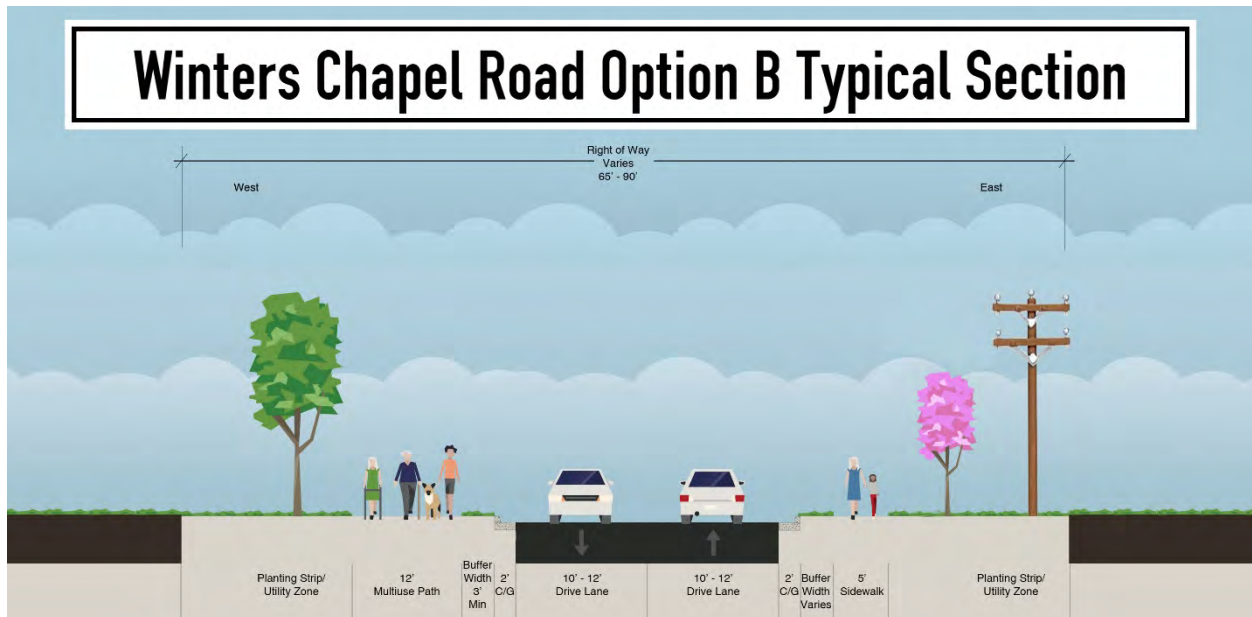 Winters Chapel Road Option B Typical Section
Right of Way
Varies
65' - 90'
West
East
Planting Strip/
Utility Zone
12'
Multiuse Path
Buffer
Width
3'
Min
2'
C/G
10' - 12'
Drive Lane
10' - 12'
Drive Lane
2'
C/G
Buffer
Width
Varies
5'
Sidewalk
Planting Strip/
Utility Zone